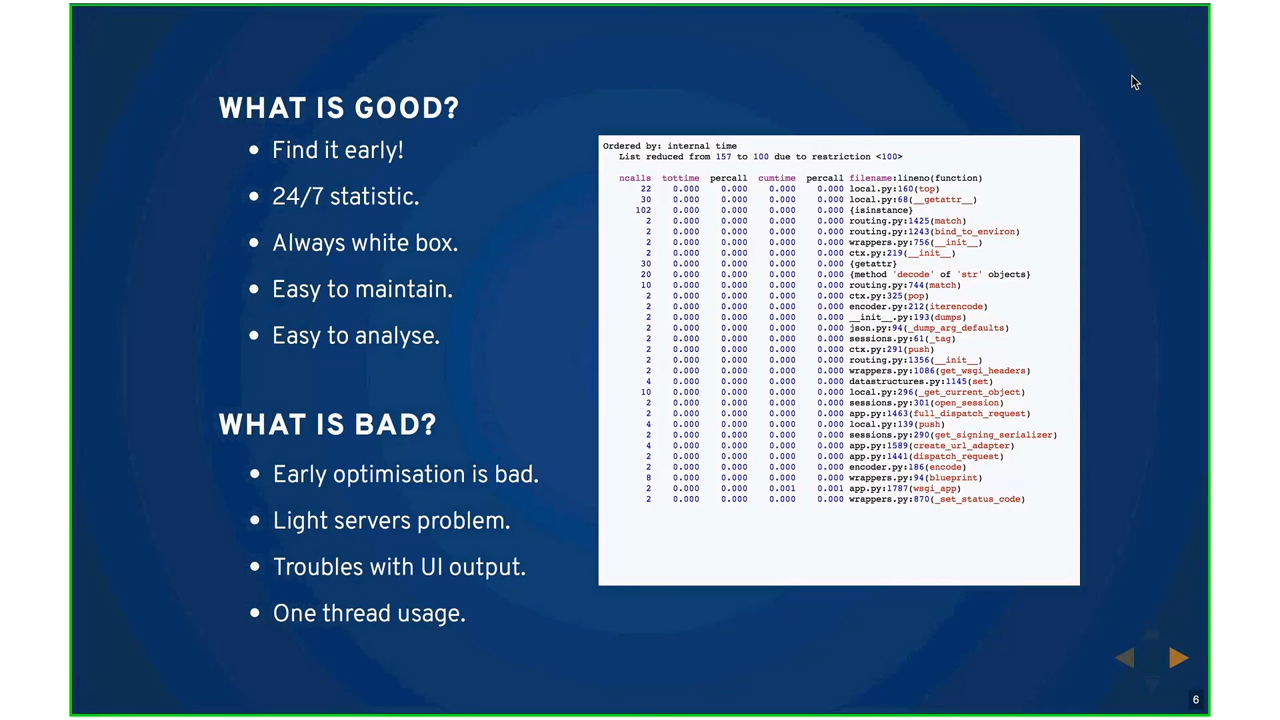 WHAT IS GOOD?
Find it early!
24/7 statistic.
Always white box.
Easy to maintain.
Easy to analyse.
WHAT IS BAD?
Early optimisation is bad.
Light servers problem.
Troubles with UI output.
One thread usage.
Ordered by: internal time
List reduced from 157 to 100 due to restriction <100>
ncalls tottime percall cumtime percall filename:lineno(function)
22 0.000 0.000 0.000 0.000 local.py:160(top)
30 0.000 0.000 0.000 0.000 local.py:68(__getattr__)
102 0.000 0.000 0.000 0.000 {isinstance}
2 0.000 0.000 0.000 0.000 routing.py:1425(match)
2 0.000 0.000 0.000 0.000 routing.py:1243(bind_to_environ)
2 0.000 0.000 0.000 0.000 wrappers.py:756(__init__)
2 0.000 0.000 0.000 0.000 ctx.py:219(__init__)
30 0.000 0.000 0.000 0.000 {getattr}
20 0.000 0.000 0.000 0.000 {method 'decode' of 'str' objects}
10 0.000 0.000 0.000 0.000 routing.py:744(match)
2 0.000 0.000 0.000 0.000 ctx.py:325(pop)
2 0.000 0.000 0.000 0.000 encoder.py:212(iterencode)
2 0.000 0.000 0.000 0.000 __init__.py:193(dumps)
2 0.000 0.000 0.000 0.000 json.py:94(_dump_arg_defaults)
2 0.000 0.000 0.000 0.000 sessions.py:61(_tag)
2 0.000 0.000 0.000 0.000 ctx.py:291(push)
2 0.000 0.000 0.000 0.000 routing.py:1356(__init__)
2 0.000 0.000 0.000 0.000 wrappers.py:1086(get_wsgi_headers)
4 0.000 0.000 0.000 0.000 datastructures.py:1145(set)
10 0.000 0.000 0.000 0.000 local.py:296(_get_current_object)
2 0.000 0.000 0.000 0.000 sessions.py:301(open_session)
2 0.000 0.000 0.000 0.000 app.py:1463(full_dispatch_request)
4 0.000 0.000 0.000 0.000 local.py:139(push)
2 0.000 0.000 0.000 0.000 sessions.py:290(get_signing_serializer)
4 0.000 0.000 0.000 0.000 app.py:1589(create_url_adapter)
2 0.000 0.000 0.000 0.000 app.py:1441(dispatch_request)
2 0.000 0.000 0.000 0.000 encoder.py:186(encode)
8 0.000 0.000 0.000 0.000 wrappers.py:94(blueprint)
2 0.000 0.000 0.001 0.001 app.py:1787(wsgi_app)
2 0.000 0.000 0.000 0.000 wrappers.py:870(_set_status_code)
6